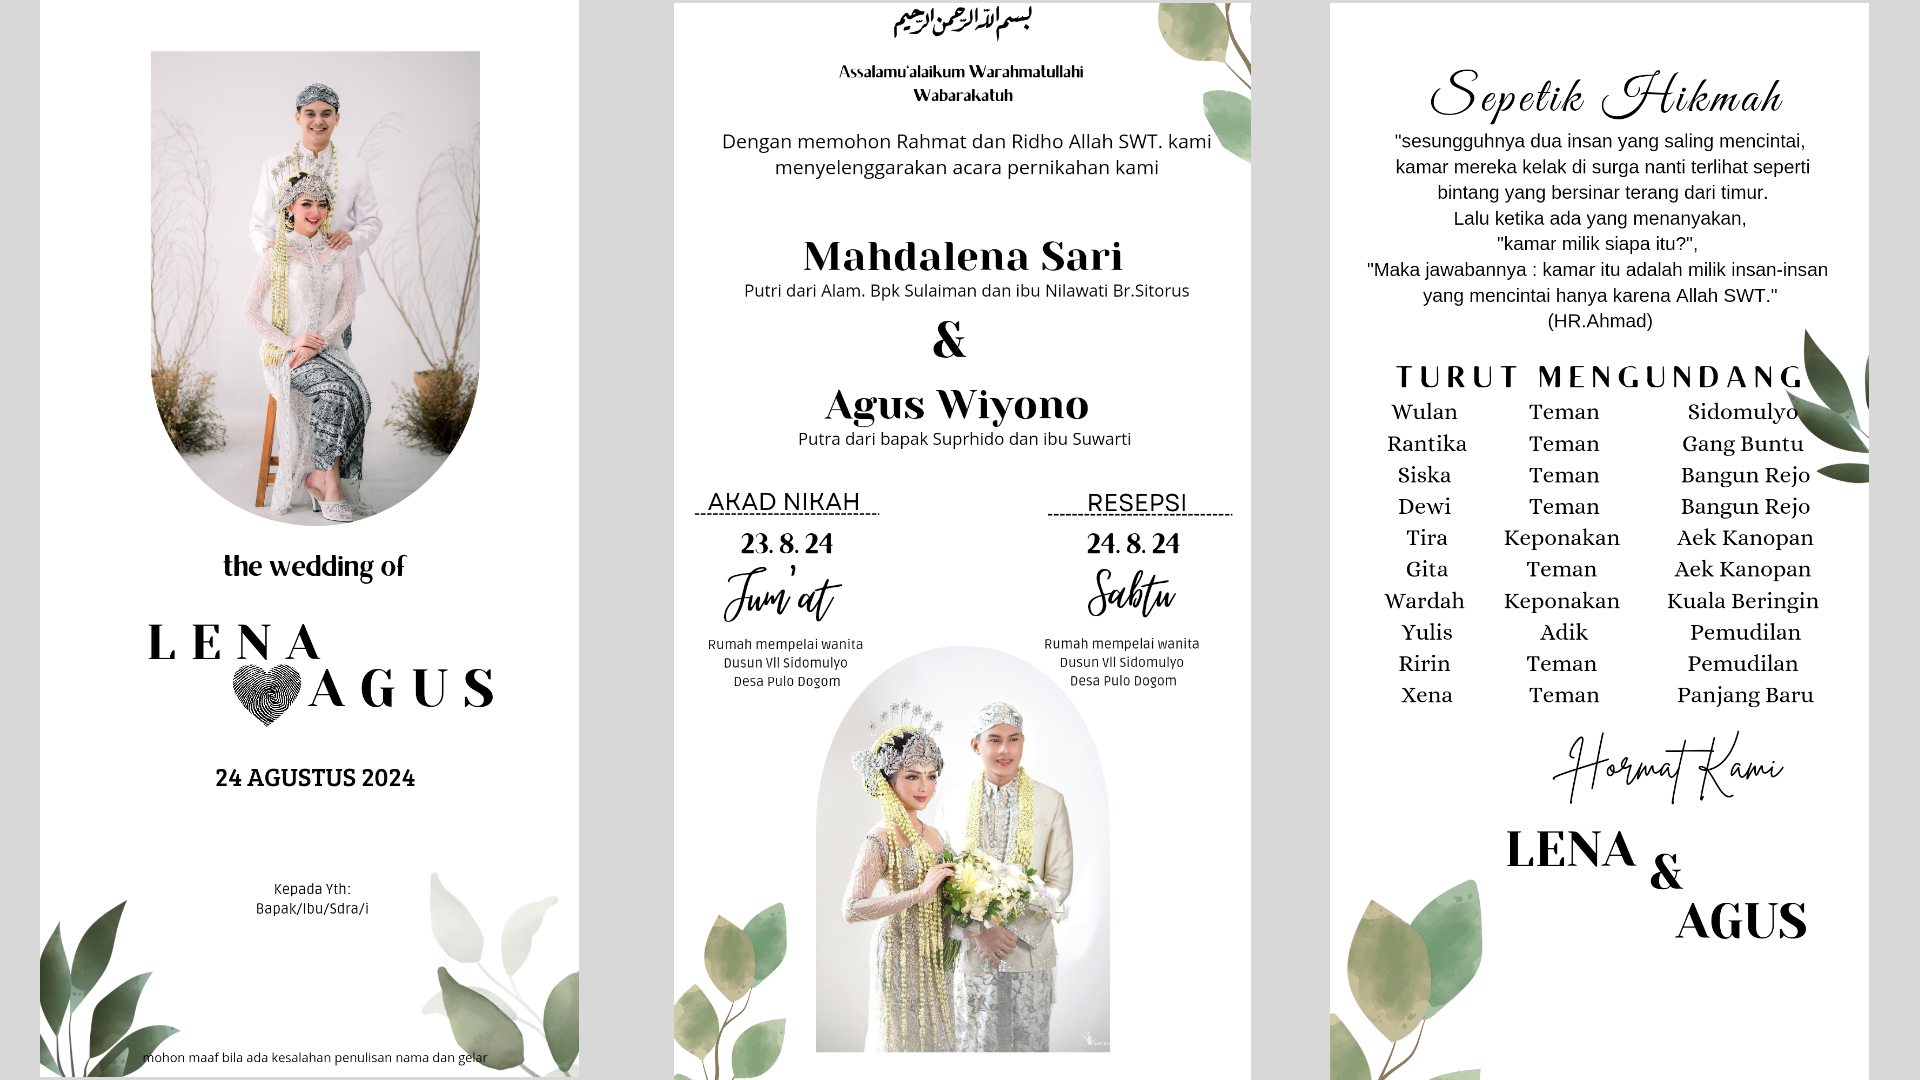 the wedding of
LENA
AGUS
24 AGUSTUS 2024
Kepada Yth:
Bapak/Ibu/Sdra/i
mohon maaf bila ada kesalahan penulisan nama dan gelar
بسم الله الرحمن الرحيم
Assalamu'alaikum Warahmatullahi
Wabarakatuh
Dengan memohon Rahmat dan Ridho Allah SWT. kami
menyelenggarakan acara pernikahan kami
Mahdalena Sari
Putri dari Alam. Bpk Sulaiman dan ibu Nilawati Br.Sitorus
&
Agus Wiyono
Putra dari bapak Suprhido dan ibu Suwarti
AKAD NIKAH
23. 8. 24
Jum'at
Rumah mempelai wanita
Dusun Vll Sidomulyo
Desa Pulo Dogom
RESEPSI
24. 8. 24
Sabtu
Rumah mempelai wanita
Dusun Vll Sidomulyo
Desa Pulo Dogom
Sepetik Hikmah
"sesungguhnya dua insan yang saling mencintai,
kamar mereka kelak di surga nanti terlihat seperti
bintang yang bersinar terang dari timur.
Lalu ketika ada yang menanyakan,
"kamar milik siapa itu?",
"Maka jawabannya : kamar itu adalah milik insan-insan
yang mencintai hanya karena Allah SWT."
(HR.Ahmad)
TURUT MENGUNDANG
Wulan Teman Sidomulyo
Rantika Teman Gang Buntu
Siska Teman Bangun Rejo
Dewi Teman Bangun Rejo
Tira Keponakan Aek Kanopan
Gita Teman Aek Kanopan
Wardah Keponakan Kuala Beringin
Yulis Adik Pemudilan
Ririn Teman Pemudilan
Xena Teman Panjang Baru
Hormat Kami
LENA
&
AGUS